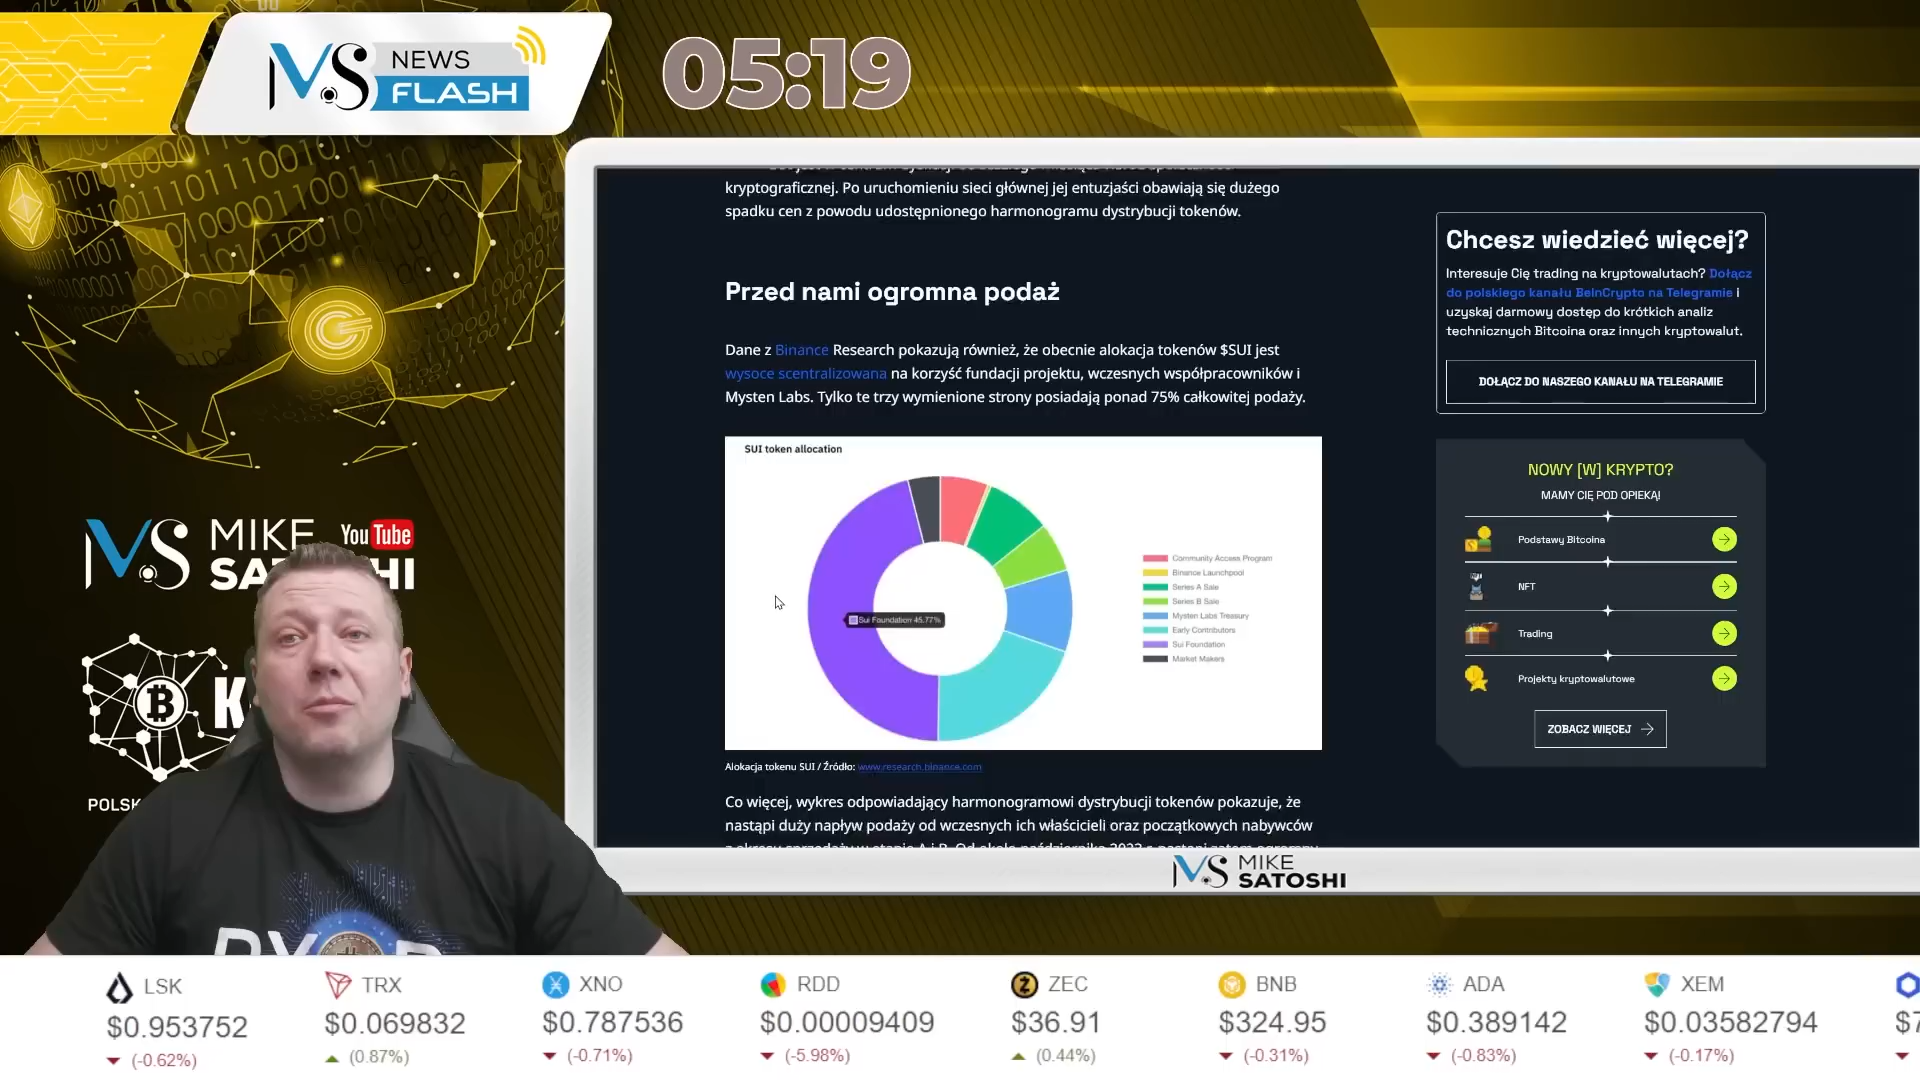 NEWS
FLASH
05:19
kryptograficznej. Po uruchomieniu sieci głównej jej entuzjaści obawiają się dużego
spadku cen z powodu udostępnionego harmonogramu dystrybucji tokenów.
Przed nami ogromna podaż
Dane z Binance Research pokazują również, że obecnie alokacja tokenów $SUI jest
wysoce scentralizowana na korzyść fundacji projektu, wczesnych współpracowników i
Mysten Labs. Tylko te trzy wymienione strony posiadają ponad 75% całkowitej podaży.
SUI token allocation
Sui Foundation 45.77%
Community Access Program
Binance Launchpool
Series A Sale
Series B Sale
Mysten Labs Treasury
Early Contributors
Sui Foundation
Market Makers
Alokacja tokenu SUI / Źródło: www.research.binance.com
Co więcej, wykres odpowiadający harmonogramowi dystrybucji tokenów pokazuje, że
nastąpi duży napływ podaży od wczesnych ich właścicieli oraz początkowych nabywców
Chcesz wiedzieć więcej?
Interesuje Cię trading na kryptowalutach? Dołącz
do polskiego kanału BeInCrypto na Telegramie i
uzyskaj darmowy dostęp do krótkich analiz
technicznych Bitcoina oraz innych kryptowalut.
DOŁĄCZ DO NASZEGO KANAŁU NA TELEGRAMIE
NOWY [W] KRYPTO?
MAMY CIĘ POD OPIEKĄ!
Podstawy Bitcoina
NFT
Trading
Projekty kryptowalutowe
ZOBACZ WIĘCEJ
MS MIKE
SATOSHI
MS MIKE
YouTube
POLSK
LSK
$0.953752
(-0.62%)
TRX
$0.069832
(0.87%)
XNO
$0.787536
(-0.71%)
RDD
$0.00009409
(-5.98%)
ZEC
$36.91
(0.44%)
BNB
$324.95
(-0.31%)
ADA
$0.389142
(-0.83%)
XEM
$0.03582794
(-0.17%)